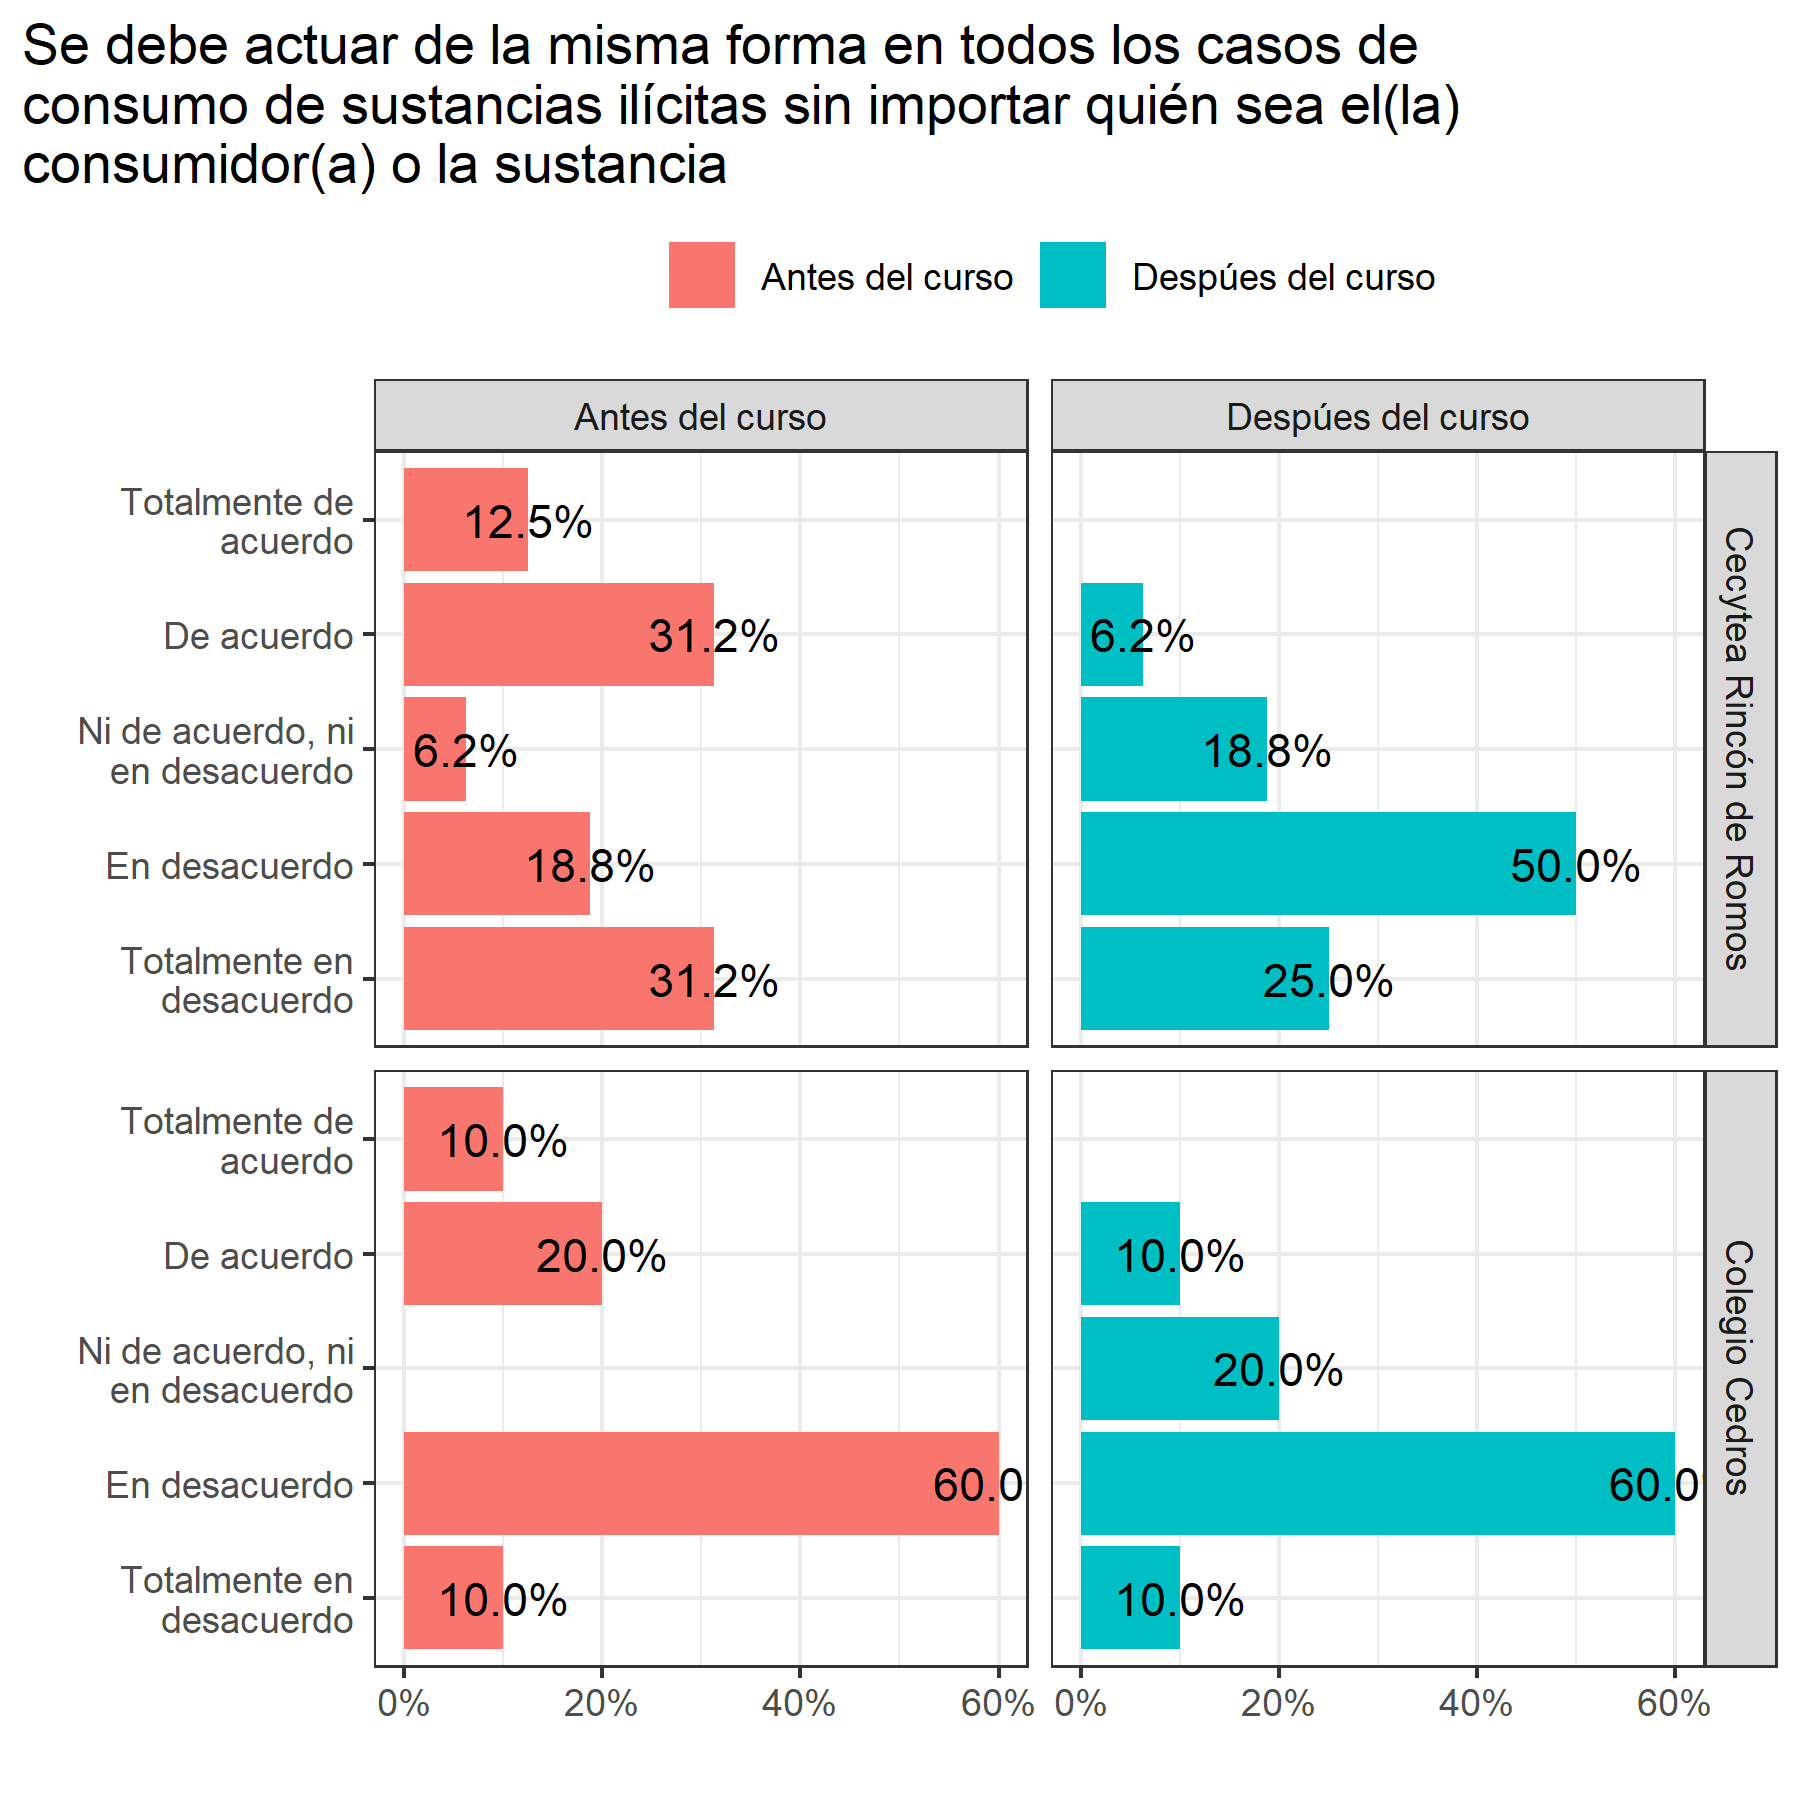 Se debe actuar de la misma forma en todos los casos de
consumo de sustancias ilícitas sin importar quién sea el(la)
consumidor(a) o la sustancia
Antes del curso
Despúes del curso
Antes del curso
Despúes del curso
Totalmente de
acuerdo
12.5%
De acuerdo
31.2%
6.2%
Ni de acuerdo, ni
en desacuerdo
6.2%
18.8%
En desacuerdo
18.8%
50.0%
Totalmente en
desacuerdo
31.2%
25.0%
Cecytea Rincón de Romos
Totalmente de
acuerdo
10.0%
De acuerdo
20.0%
10.0%
Ni de acuerdo, ni
en desacuerdo
20.0%
En desacuerdo
60.0
60.0
Totalmente en
desacuerdo
10.0%
10.0%
Colegio Cedros
0%
20%
40%
60%
0%
20%
40%
60%